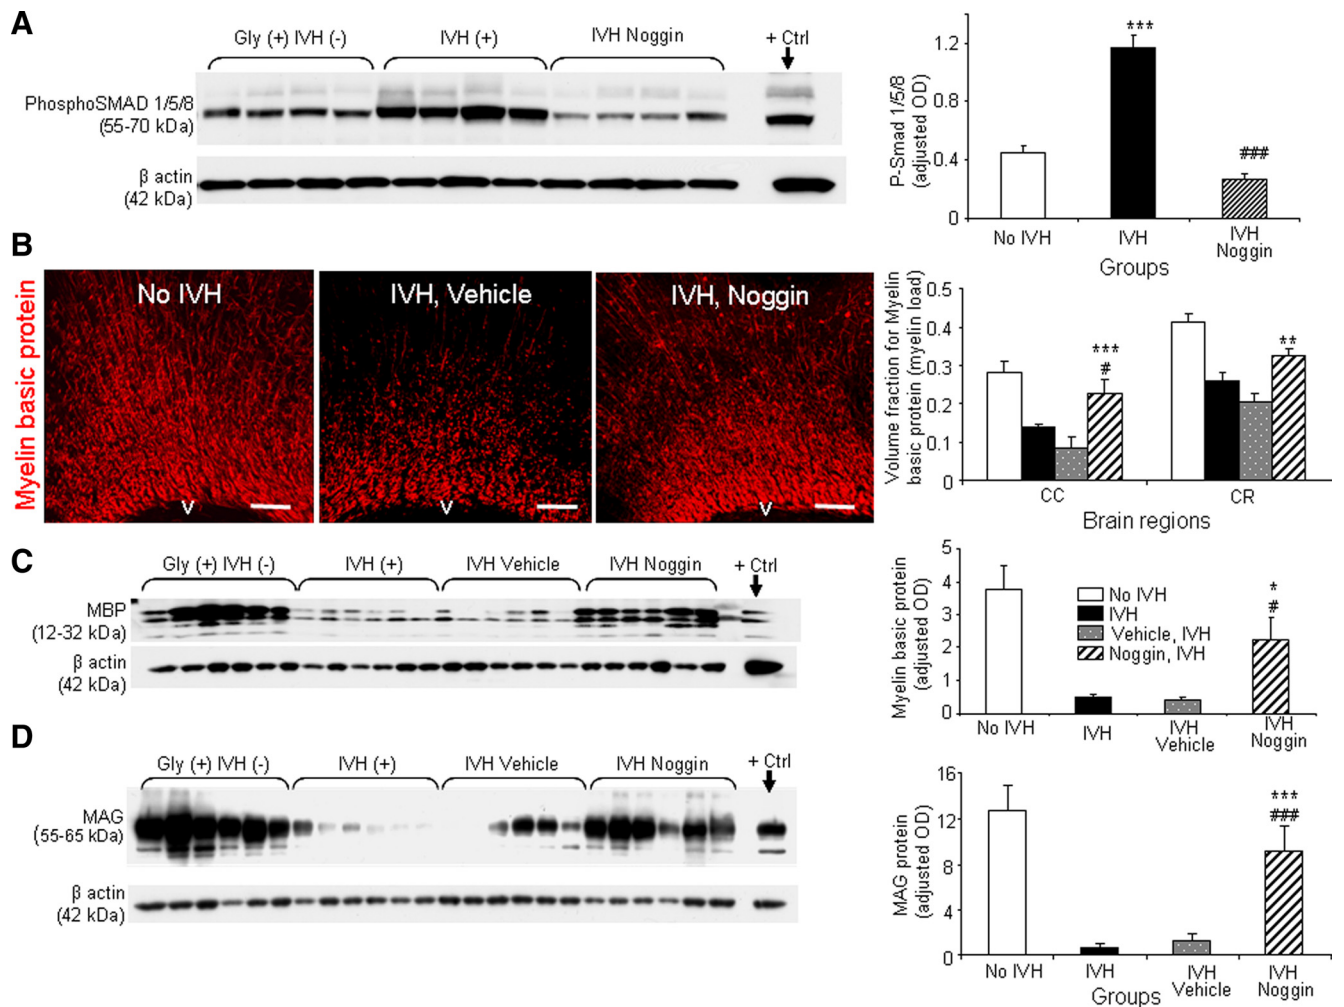 A
Gly (+) IVH (-)
IVH (+)
IVH Noggin
+ Ctrl
PhosphoSMAD 1/5/8
(55-70 kDa)
β actin
(42 kDa)
P-Smad 1/5/8
(adjusted OD)
1.2
0.8
0.4
0
***
###
No IVH
IVH
IVH
Noggin
Groups
B
Myelin basic protein
No IVH
IVH, Vehicle
IVH, Noggin
V
V
V
Volume fraction for Myelin
basic protein (myelin load)
0.5
0.4
0.3
0.2
0.1
0
***
#
**
CC
CR
Brain regions
C
Gly (+) IVH (-)
IVH (+)
IVH Vehicle
IVH Noggin
+ Ctrl
MBP
(12-32 kDa)
β actin
(42 kDa)
Myelin basic protein
(adjusted OD)
5
4
3
2
1
0
No IVH
IVH
Vehicle, IVH
Noggin, IVH
*
#
No IVH
IVH
IVH
Vehicle
IVH
Noggin
D
Gly (+) IVH (-)
IVH (+)
IVH Vehicle
IVH Noggin
+ Ctrl
MAG
(55-65 kDa)
β actin
(42 kDa)
MAG protein
(adjusted OD)
16
12
8
4
0
***
###
No IVH
IVH
IVH
Vehicle
IVH
Noggin
Groups